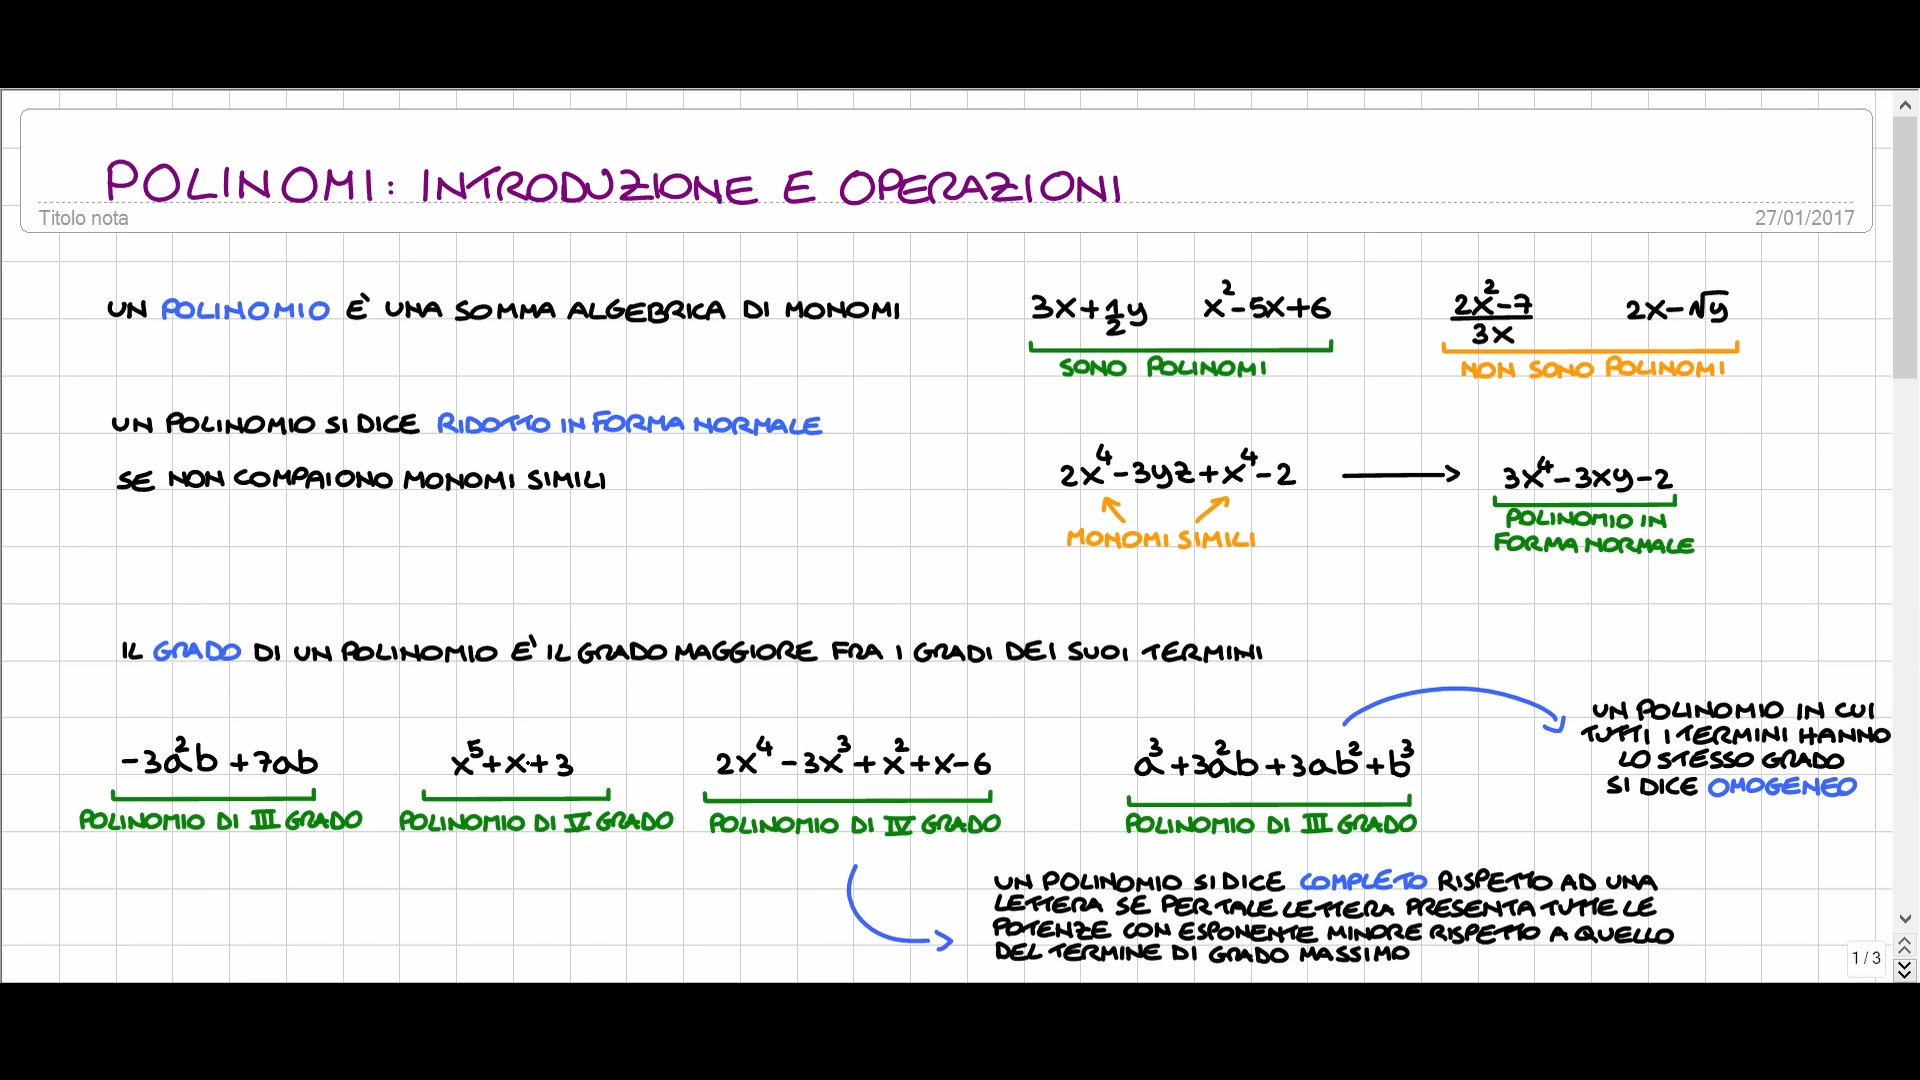 POLINOMI: INTRODUZIONE E OPERAZIONI
Titolo nota
27/01/2017
UN POLINOMIO E' UNA SOMMA ALGEBRICA DI MONOMI
3x+1/2y x²-5x+6
SONO POLINOMI
2x²-7/3x 2x-√y
NON SONO POLINOMI
UN POLINOMIO SI DICE RIDOTTO IN FORMA NORMALE
SE NON COMPAIONO MONOMI SIMILI
2x⁴-3yz+x⁴-2 → 3x⁴-3xy-2
MONOMI SIMILI
POLINOMIO IN
FORMA NORMALE
IL GRADO DI UN POLINOMIO E' IL GRADO MAGGIORE FRA I GRADI DEI SUOI TERMINI
-3a²b+7ab
POLINOMIO DI III GRADO
x⁵+x+3
POLINOMIO DI V GRADO
2x⁴-3x³+x²+x-6
POLINOMIO DI IV GRADO
a³+3a²b+3ab²+b³
POLINOMIO DI III GRADO
UN POLINOMIO IN CUI
TUTTI I TERMINI HANNO
LO STESSO GRADO
SI DICE OMOGENEO
UN POLINOMIO SI DICE COMPLETO RISPETTO AD UNA
LETTERA SE PER TALE LETTERA PRESENTA TUTTE LE
POTENZE CON ESPONENTE MINORE RISPETTO A QUELLO
DEL TERMINE DI GRADO MASSIMO
1 / 3